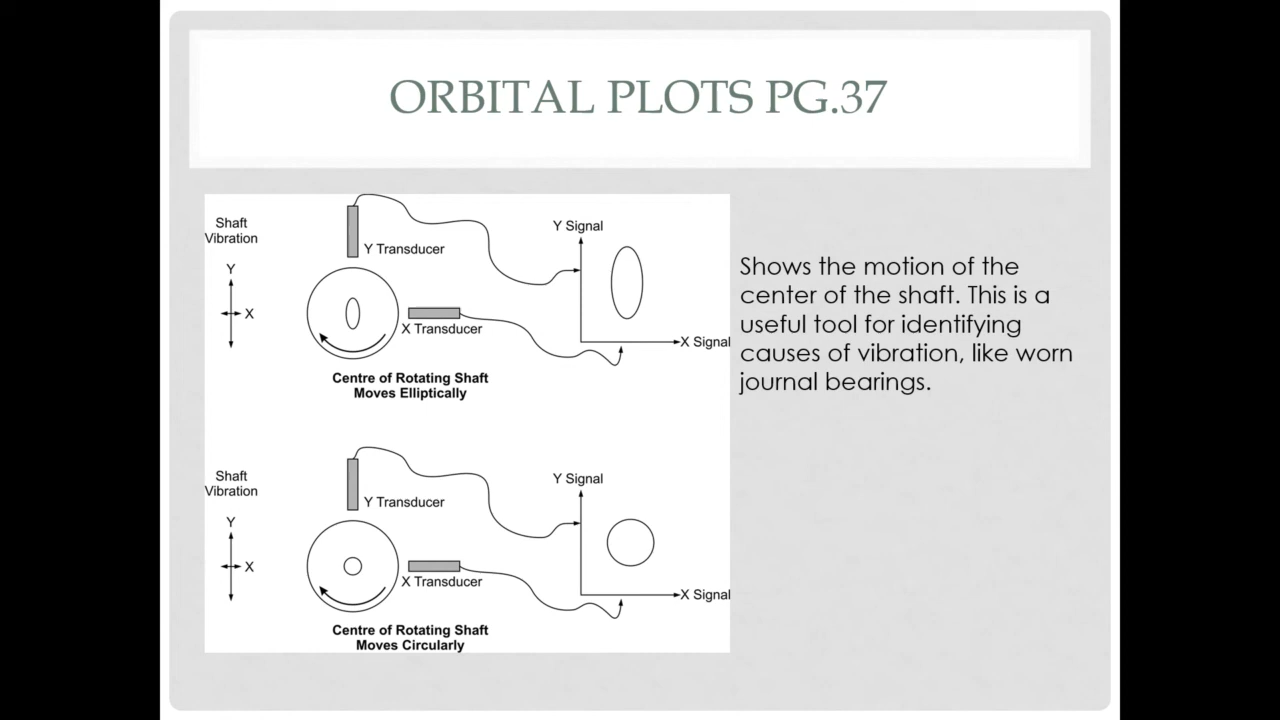 ORBITAL PLOTS PG.37
Shaft
Vibration
Y
X
Y Transducer
X Transducer
Y Signal
X Signal
Centre of Rotating Shaft
Moves Elliptically
Shaft
Vibration
Y
X
Y Transducer
X Transducer
Y Signal
X Signal
Centre of Rotating Shaft
Moves Circularly
Shows the motion of the
center of the shaft. This is a
useful tool for identifying
causes of vibration, like worn
journal bearings.